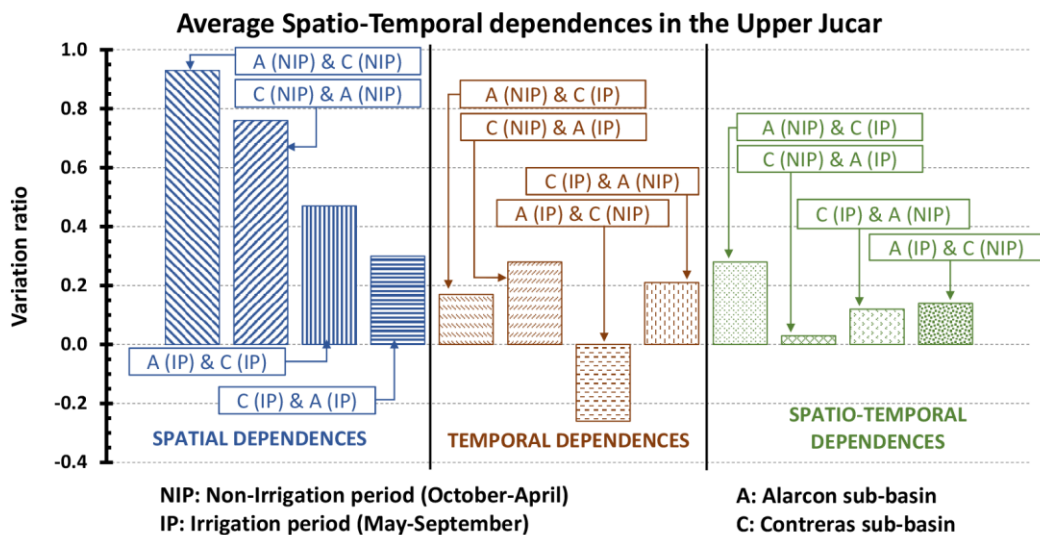 Average Spatio-Temporal dependences in the Upper Jucar
Variation ratio
1.0
0.8
0.6
0.4
0.2
0.0
-0.2
-0.4
A (NIP) & C (NIP)
C (NIP) & A (NIP)
A (IP) & C (IP)
C (IP) & A (IP)
SPATIAL DEPENDENCES
A (NIP) & C (IP)
C (NIP) & A (IP)
C (IP) & A (NIP)
A (IP) & C (NIP)
TEMPORAL DEPENDENCES
A (NIP) & C (IP)
C (NIP) & A (IP)
C (IP) & A (NIP)
A (IP) & C (NIP)
SPATIO-TEMPORAL
DEPENDENCES
NIP: Non-Irrigation period (October-April)
IP: Irrigation period (May-September)
A: Alarcon sub-basin
C: Contreras sub-basin